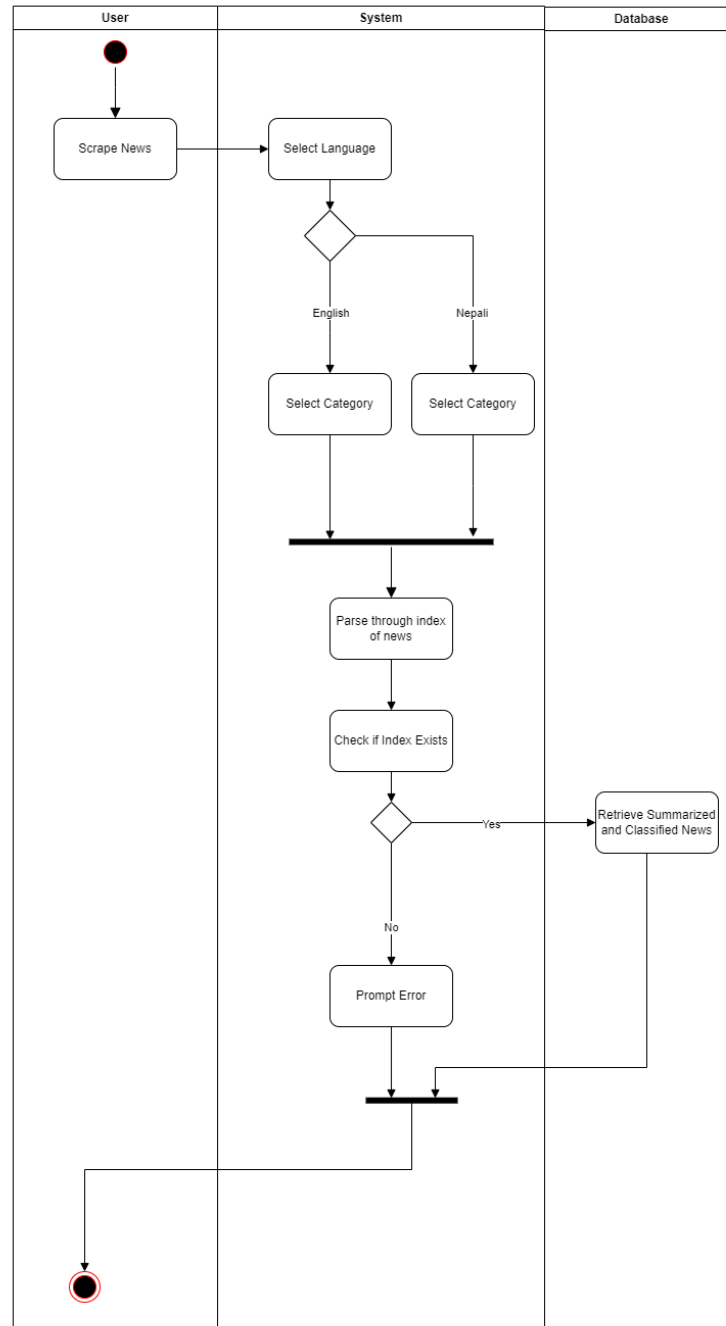 User
System
Database
Scrape News
Select Language
English
Nepali
Select Category
Select Category
Parse through index
of news
Check if Index Exists
Yes
Retrieve Summarized
and Classified News
No
Prompt Error